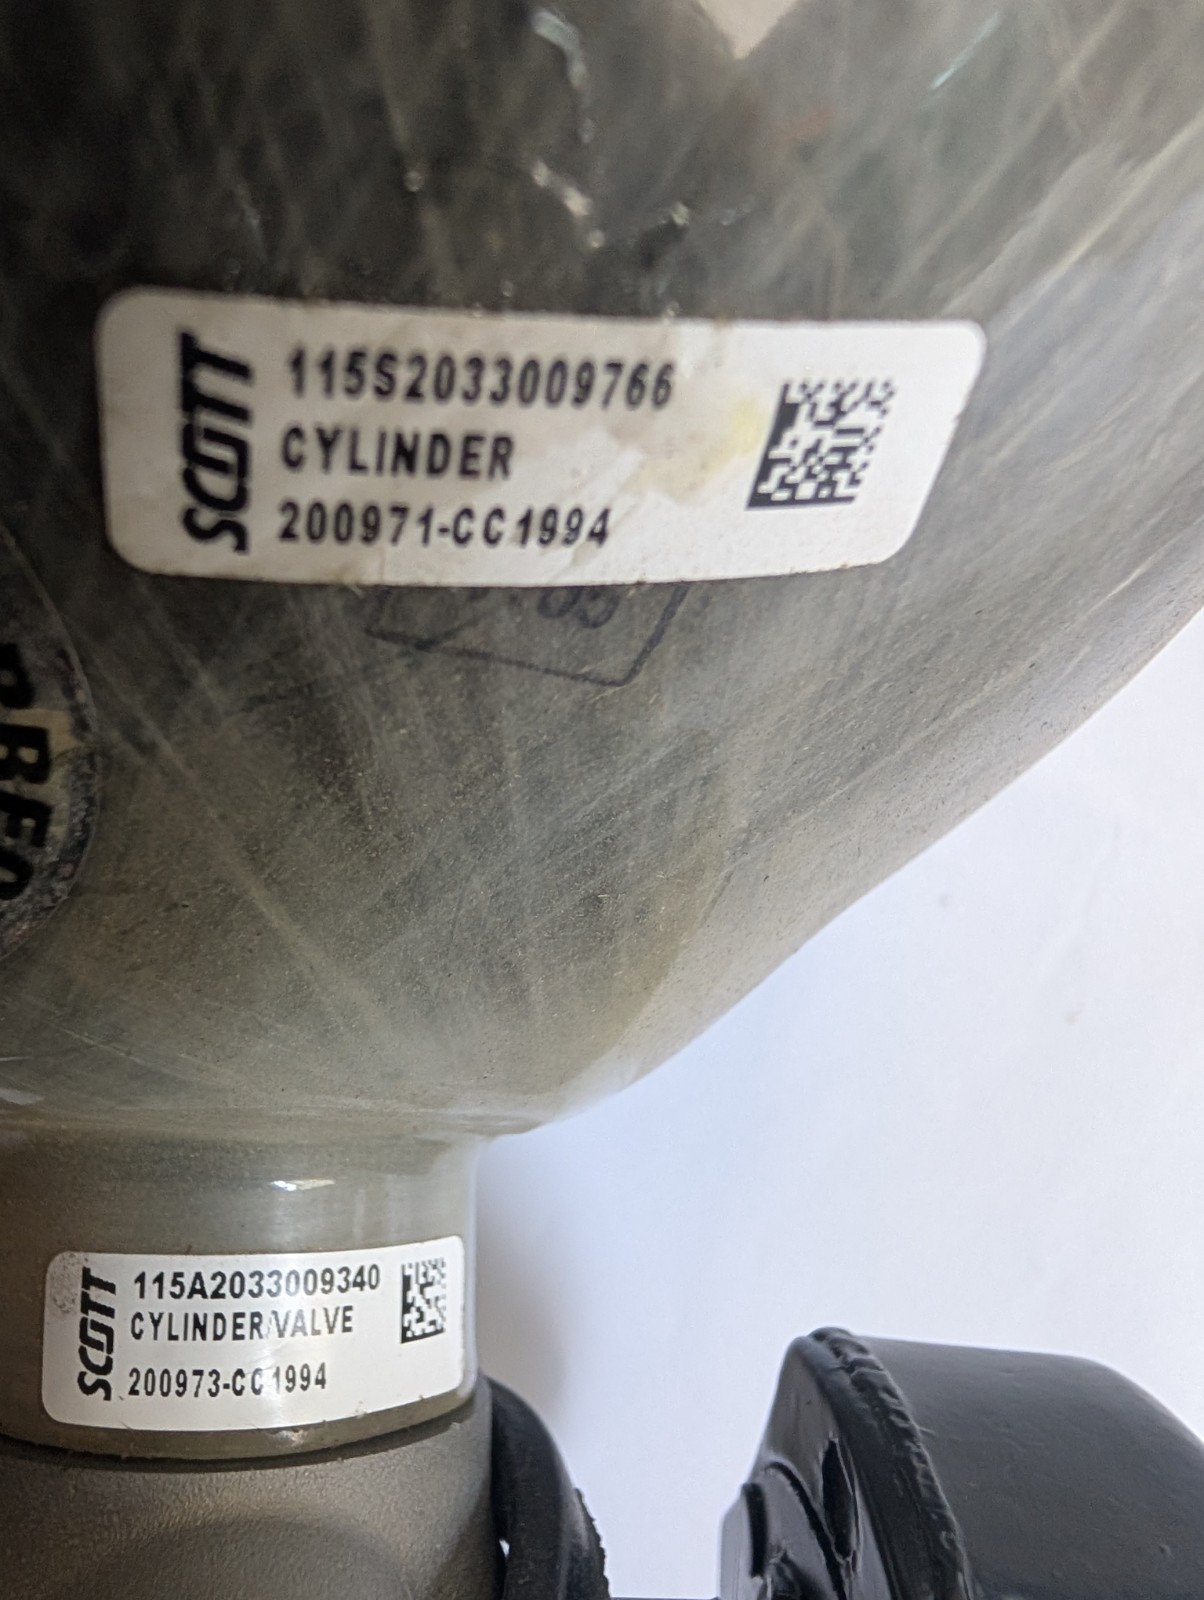 SCOTT
115S2033009766
CYLINDER
200971-CC1994
SCOTT
115A2033009340
CYLINDER/VALVE
200973-CC1994